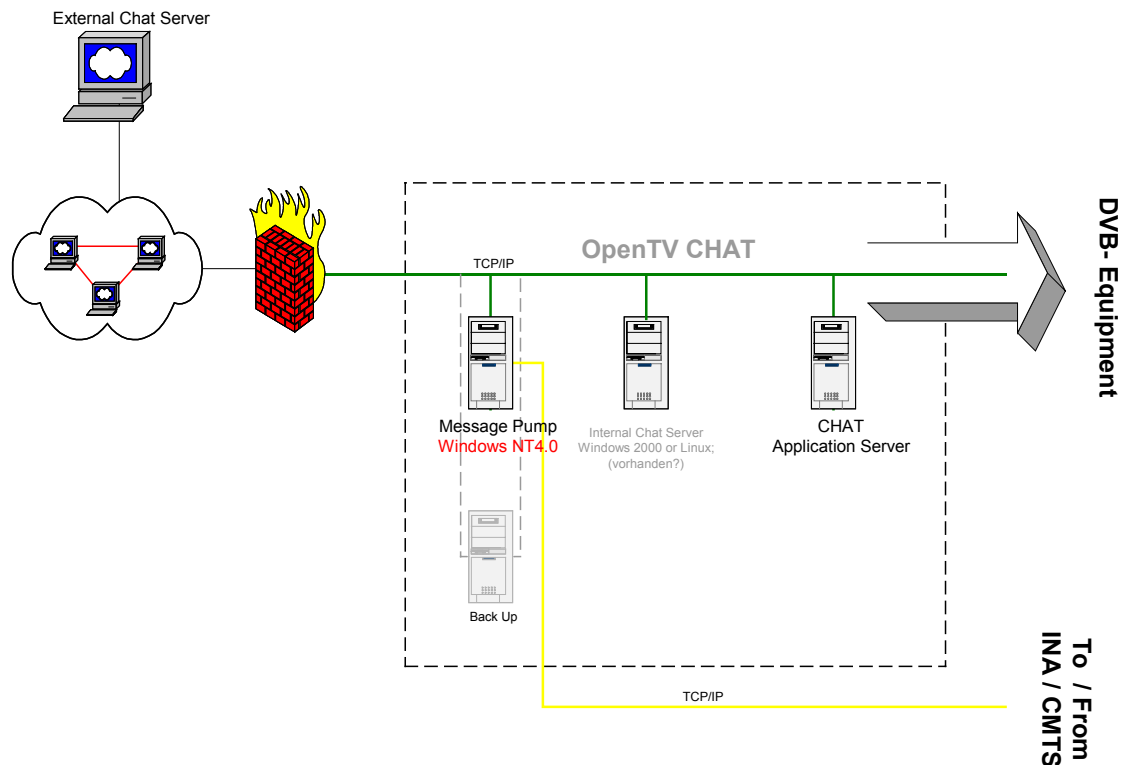 External Chat Server
OpenTV CHAT
TCP/IP
Message Pump
Windows NT4.0
Internal Chat Server
Windows 2000 or Linux;
(vorhanden?)
CHAT
Application Server
Back Up
TCP/IP
DVB- Equipment
To / From
INA / CMTS